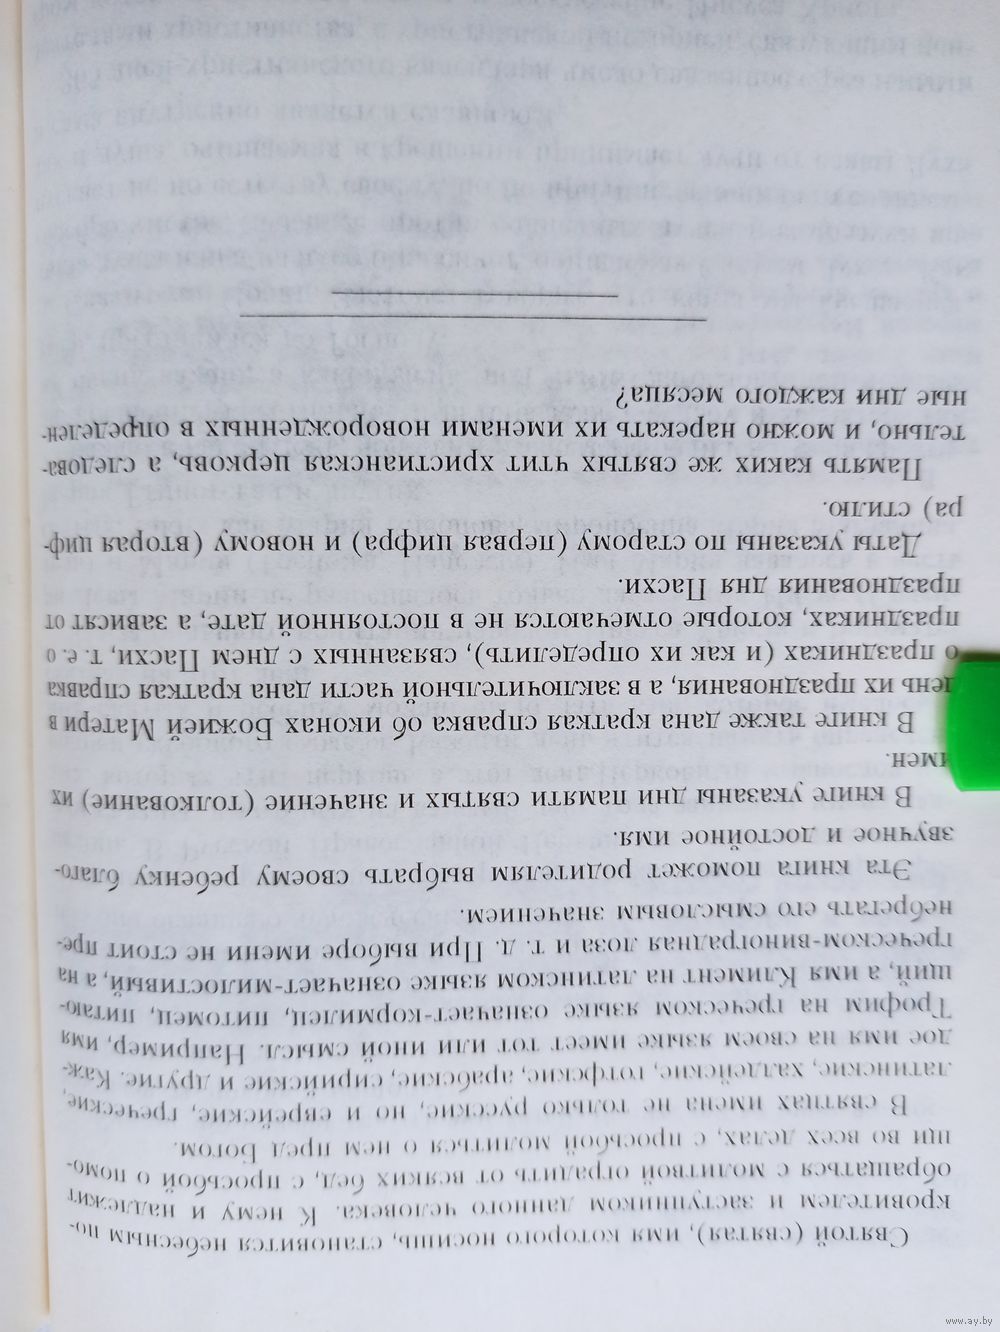 Святой (святая), имя которого носишь, становится небесным по-
кровителем и заступником данного человека. К нему и надлежит
обращаться с молитвой оградить от всяких бед, с просьбой о помо-
щи во всех делах, с просьбой молиться о нем пред Богом.
В святцах имена не только русские, но и еврейские, греческие,
латинские, халдейские, готфские, арабские, сирийские и другие. Каж-
дое имя на своем языке имеет тот или иной смысл. Например, имя
Трофим на греческом языке означает-кормилец, питомец, питаю-
щий, а имя Климент на латинском языке означает-милостивый, а на
греческом-виноградная лоза и т. д. При выборе имени не стоит пре-
небрегать его смысловым значением.
Эта книга поможет родителям выбрать своему ребенку благо-
звучное и достойное имя.
В книге указаны дни памяти святых и значение (толкование) их
имен.
В книге также дана краткая справка об иконах Божией Матери в
день их празднования, а в заключительной части дана краткая справка
о праздниках (и как их определить), связанных с днем Пасхи, т. е. о
праздниках, которые отмечаются не в постоянной дате, а зависят от
празднования дня Пасхи.
Даты указаны по старому (первая цифра) и новому (вторая циф-
ра) стилю.
Память каких же святых чтит христианская церковь, а следова-
тельно, и можно нарекать их именами новорожденных в определен-
ные дни каждого месяца?
www.ay.by